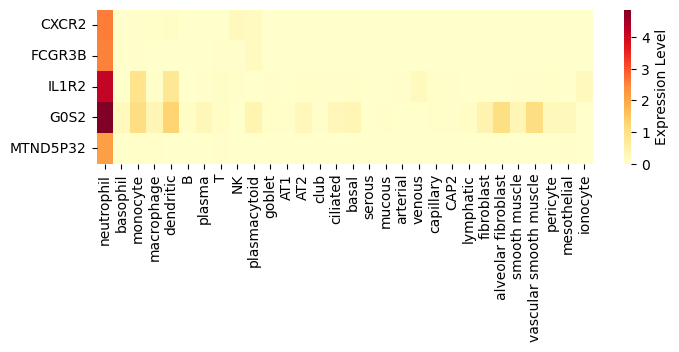 CXCR2
FCGR3B
IL1R2
G0S2
MTND5P32
neutrophil
basophil
monocyte
macrophage
dendritic
B
plasma
T
NK
plasmacytoid
goblet
AT1
AT2
club
ciliated
basal
serous
mucous
arterial
venous
capillary
CAP2
lymphatic
fibroblast
alveolar fibroblast
smooth muscle
vascular smooth muscle
pericyte
mesothelial
ionocyte
4
3
2
1
0
Expression Level